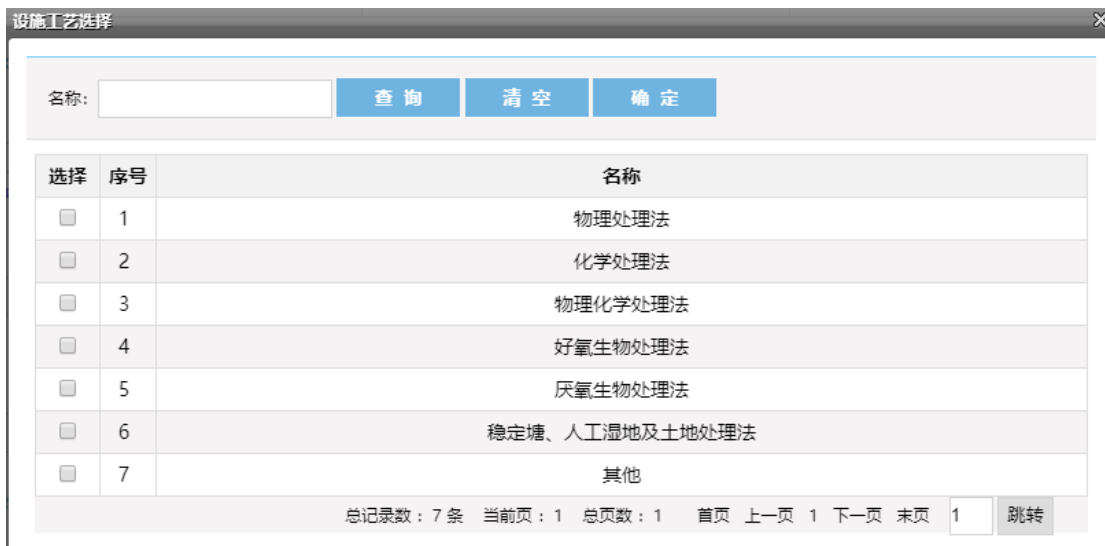 设施工艺选择
名称: 查 询 清 空 确 定
选择 序号 名称
1 物理处理法
2 化学处理法
3 物理化学处理法
4 好氧生物处理法
5 厌氧生物处理法
6 稳定塘、人工湿地及土地处理法
7 其他
总记录数：7 条 当前页：1 总页数：1 首页 上一页 1 下一页 末页 1 跳转